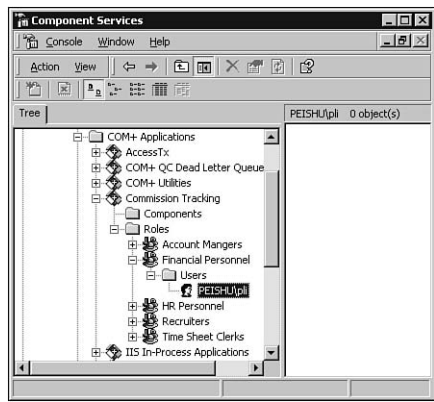 Component Services
Console Window Help
Action View
Tree
PEISHU\pli 0 object(s)
COM+ Applications
AccessTx
COM+ QC Dead Letter Queue
COM+ Utilities
Commission Tracking
Components
Roles
Account Mangers
Financial Personnel
Users
PEISHU\pli
HR Personnel
Recruiters
Time Sheet Clerks
IIS In-Process Applications